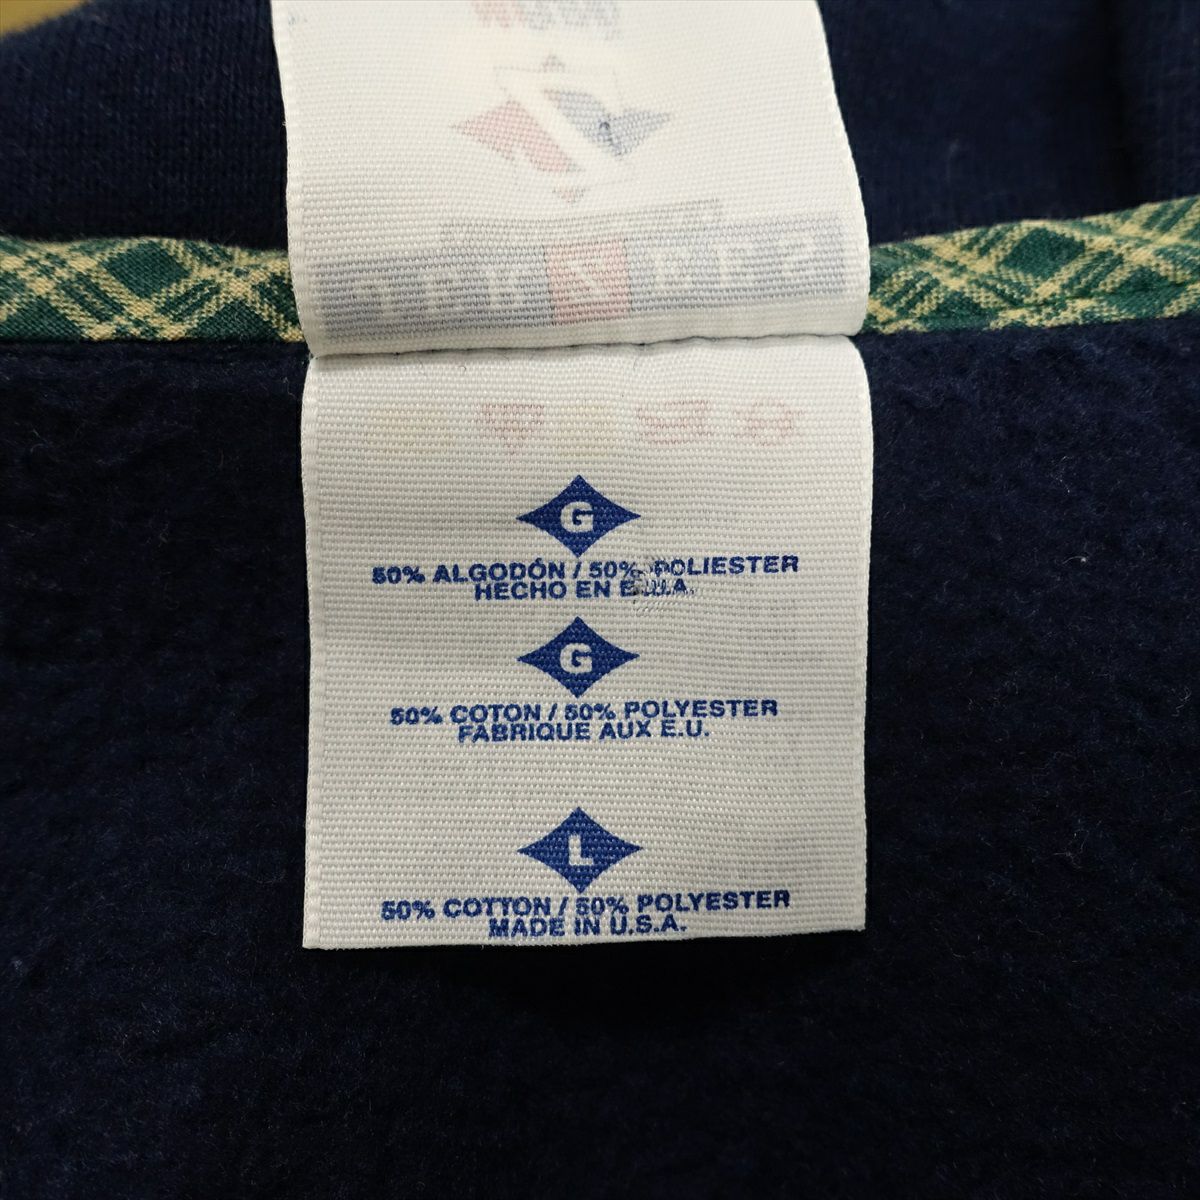 G
50% ALGODÓN / 50% POLIESTER
HECHO EN E.U.A.
G
50% COTON / 50% POLYESTER
FABRIQUE AUX E.U.
L
50% COTTON / 50% POLYESTER
MADE IN U.S.A.